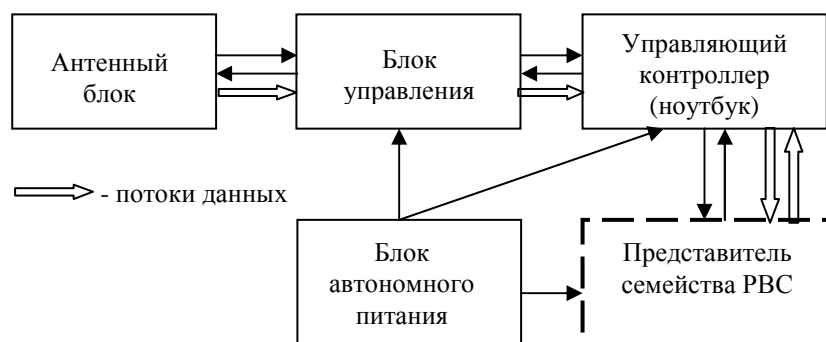 Антенный
блок
Блок
управления
Управляющий
контроллер
(ноутбук)
- потоки данных
Блок
автономного
питания
Представитель
семейства РВС